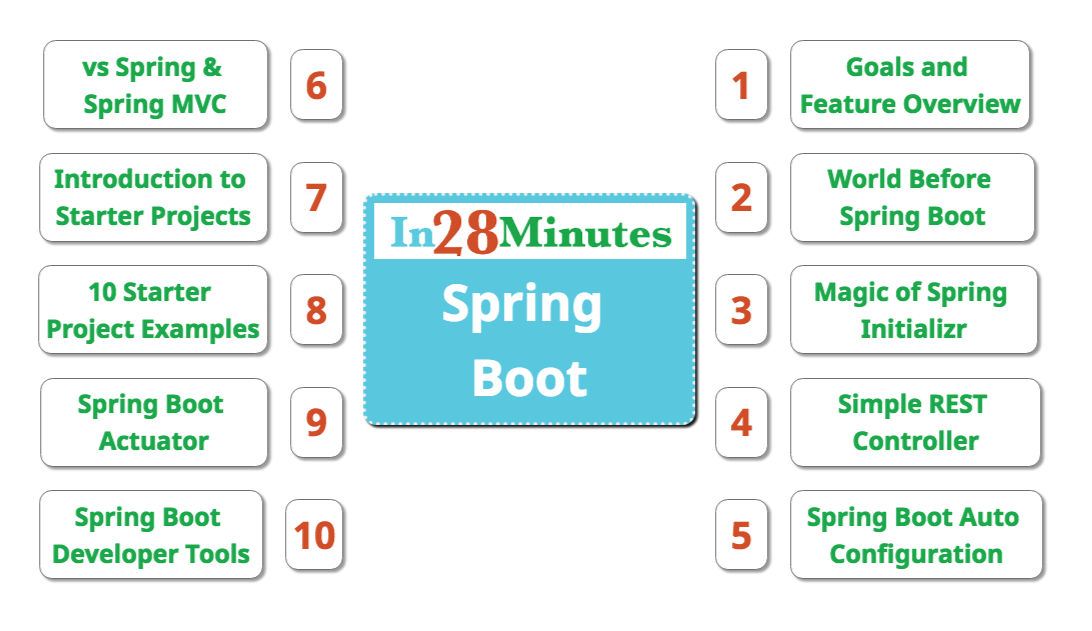 In28Minutes
Spring
Boot
1
Goals and
Feature Overview
2
World Before
Spring Boot
3
Magic of Spring
Initializr
4
Simple REST
Controller
5
Spring Boot Auto
Configuration
6
vs Spring &
Spring MVC
7
Introduction to
Starter Projects
8
10 Starter
Project Examples
9
Spring Boot
Actuator
10
Spring Boot
Developer Tools